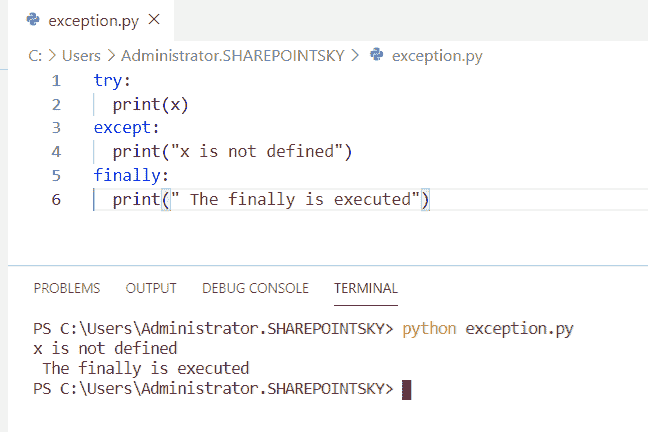 exception.py ×
C: > Users > Administrator.SHAREPOINTSKY > exception.py
1 try:
2   print(x)
3 except:
4   print("x is not defined")
5 finally:
6   print(" The finally is executed")
PROBLEMS OUTPUT DEBUG CONSOLE TERMINAL
PS C:\Users\Administrator.SHAREPOINTSKY> python exception.py
x is not defined
 The finally is executed
PS C:\Users\Administrator.SHAREPOINTSKY>